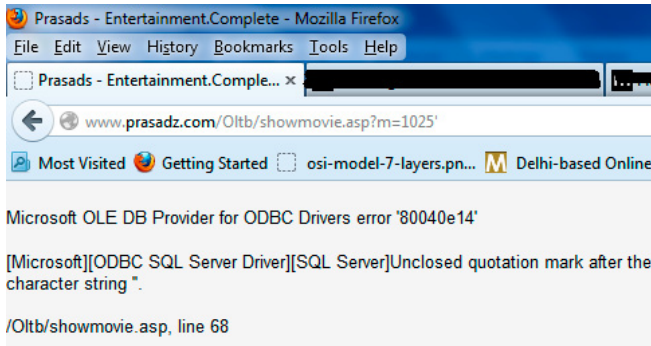 Prasads - Entertainment.Complete - Mozilla Firefox
File Edit View History Bookmarks Tools Help
Prasads - Entertainment.Comple... ×
www.prasadz.com/Oltb/showmovie.asp?m=1025'
Most Visited Getting Started osi-model-7-layers.pn... M Delhi-based Online
Microsoft OLE DB Provider for ODBC Drivers error '80040e14'
[Microsoft][ODBC SQL Server Driver][SQL Server]Unclosed quotation mark after the
character string ''.
/Oltb/showmovie.asp, line 68